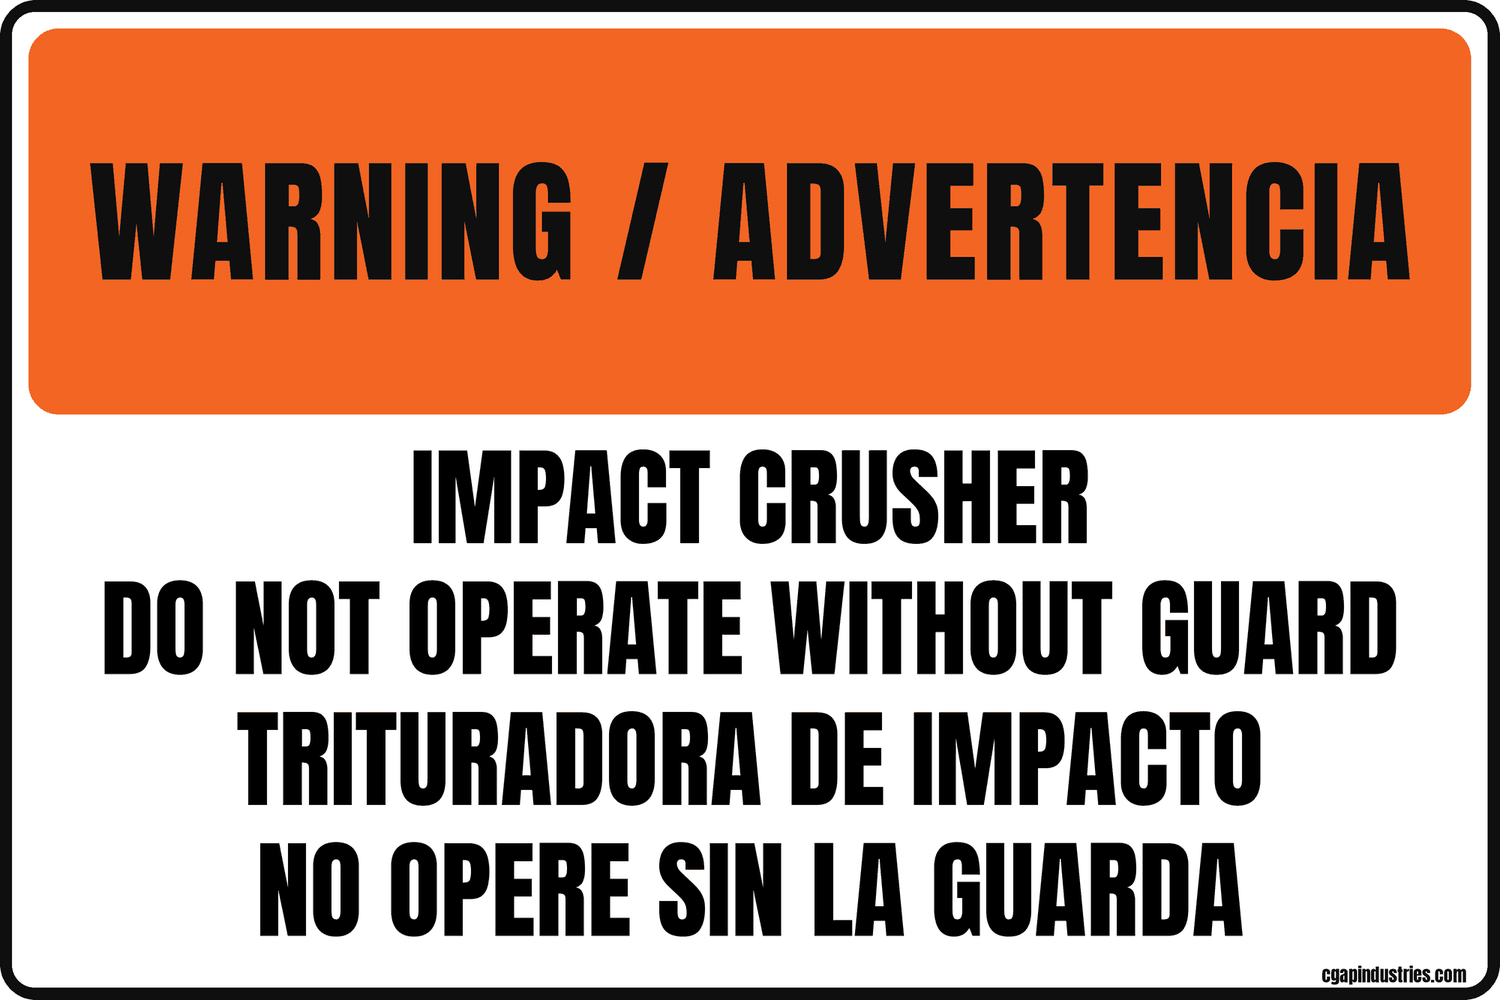 WARNING / ADVERTENCIA
IMPACT CRUSHER
DO NOT OPERATE WITHOUT GUARD
TRITURADORA DE IMPACTO
NO OPERE SIN LA GUARDA
cgapindustries.com